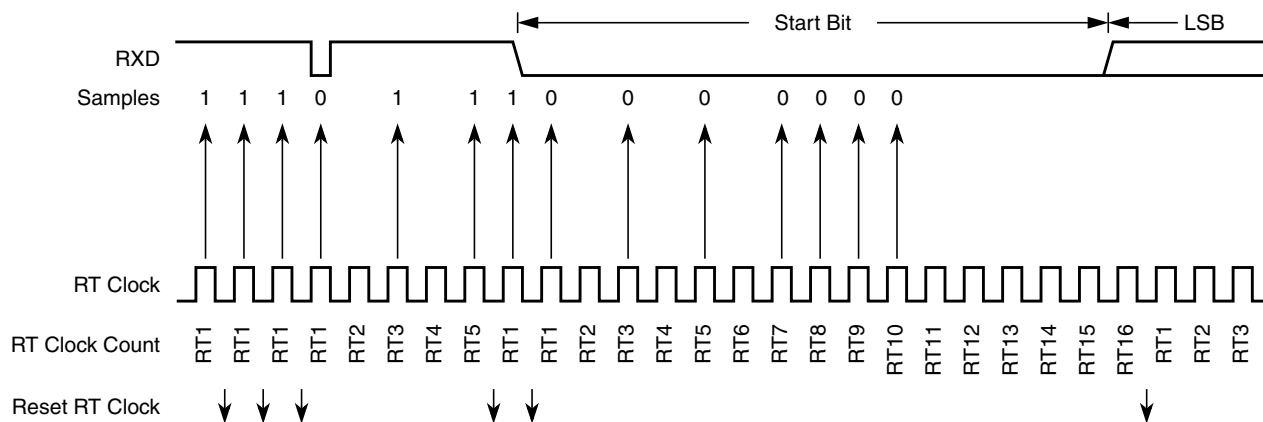 Start Bit LSB
RXD
Samples 1 1 1 0 1 1 1 0 0 0 0 0 0 0
RT Clock
RT Clock Count RT1 RT1 RT1 RT1 RT2 RT3 RT4 RT5 RT1 RT1 RT2 RT3 RT4 RT5 RT6 RT7 RT8 RT9 RT10 RT11 RT12 RT13 RT14 RT15 RT16 RT1 RT2 RT3
Reset RT Clock